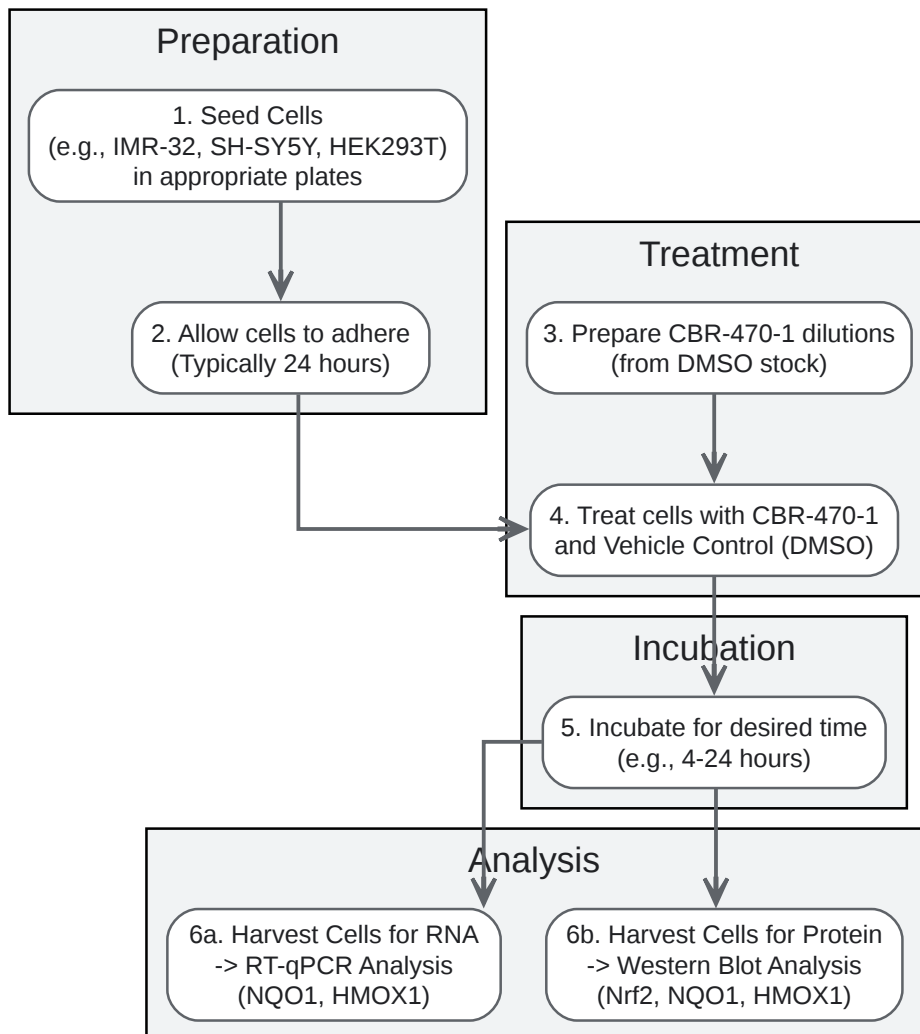 Preparation
1. Seed Cells
(e.g., IMR-32, SH-SY5Y, HEK293T)
in appropriate plates
2. Allow cells to adhere
(Typically 24 hours)
Treatment
3. Prepare CBR-470-1 dilutions
(from DMSO stock)
4. Treat cells with CBR-470-1
and Vehicle Control (DMSO)
Incubation
5. Incubate for desired time
(e.g., 4-24 hours)
Analysis
6a. Harvest Cells for RNA
-> RT-qPCR Analysis
(NQO1, HMOX1)
6b. Harvest Cells for Protein
-> Western Blot Analysis
(Nrf2, NQO1, HMOX1)